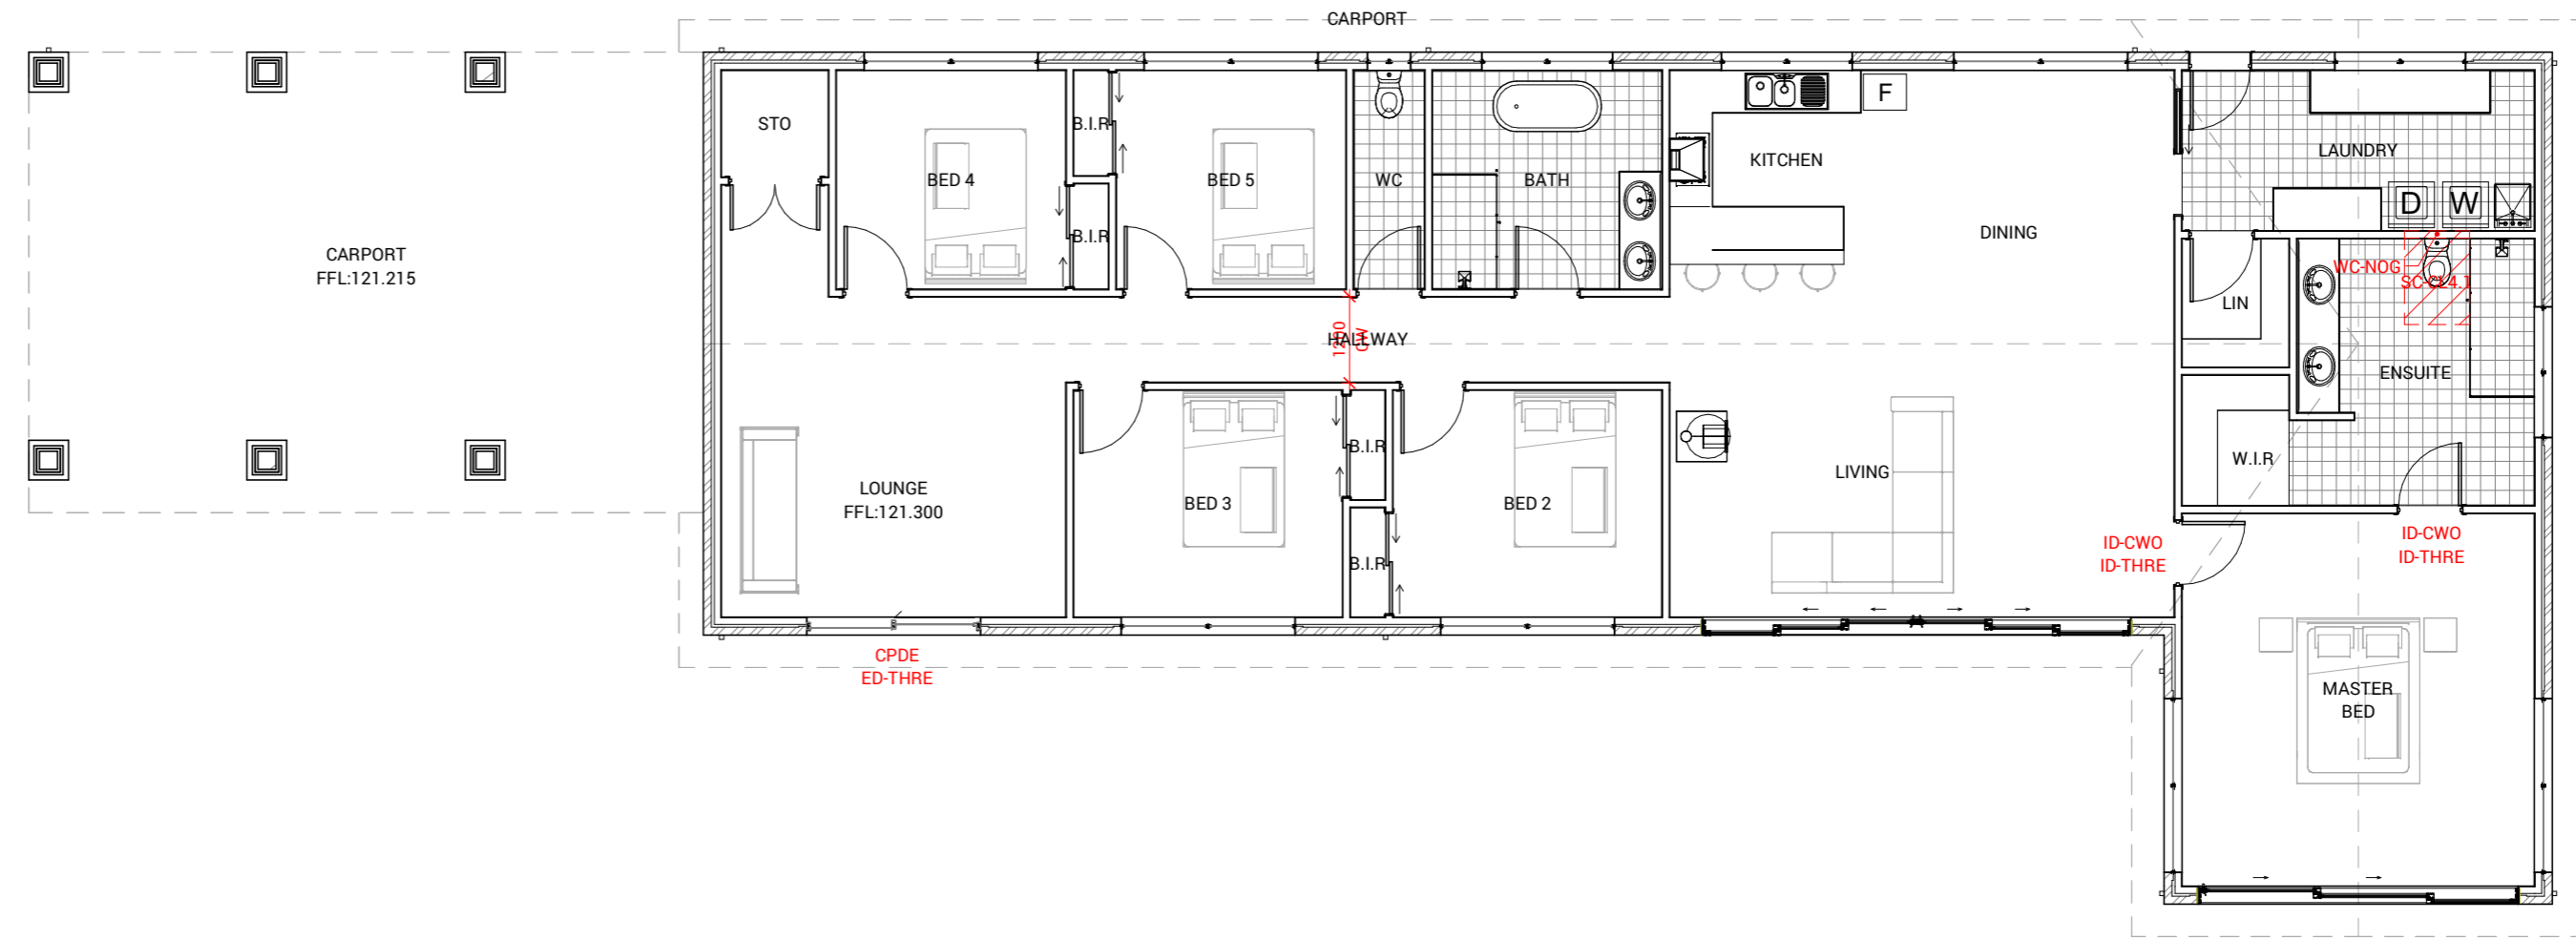 CARPORT
STO
B.I.R
BED 4
BED 5
WC
BATH
KITCHEN
F
DINING
LAUNDRY
D
W
B.I.R
CARPORT
FFL:121.215
WC-NOG
LIN
1200
CW
HALLWAY
ENSUITE
B.I.R
W.I.R
LIVING
LOUNGE
FFL:121.300
BED 3
BED 2
B.I.R
ID-CWO
ID-THRE
ID-CWO
ID-THRE
CPDE
ED-THRE
MASTER
BED